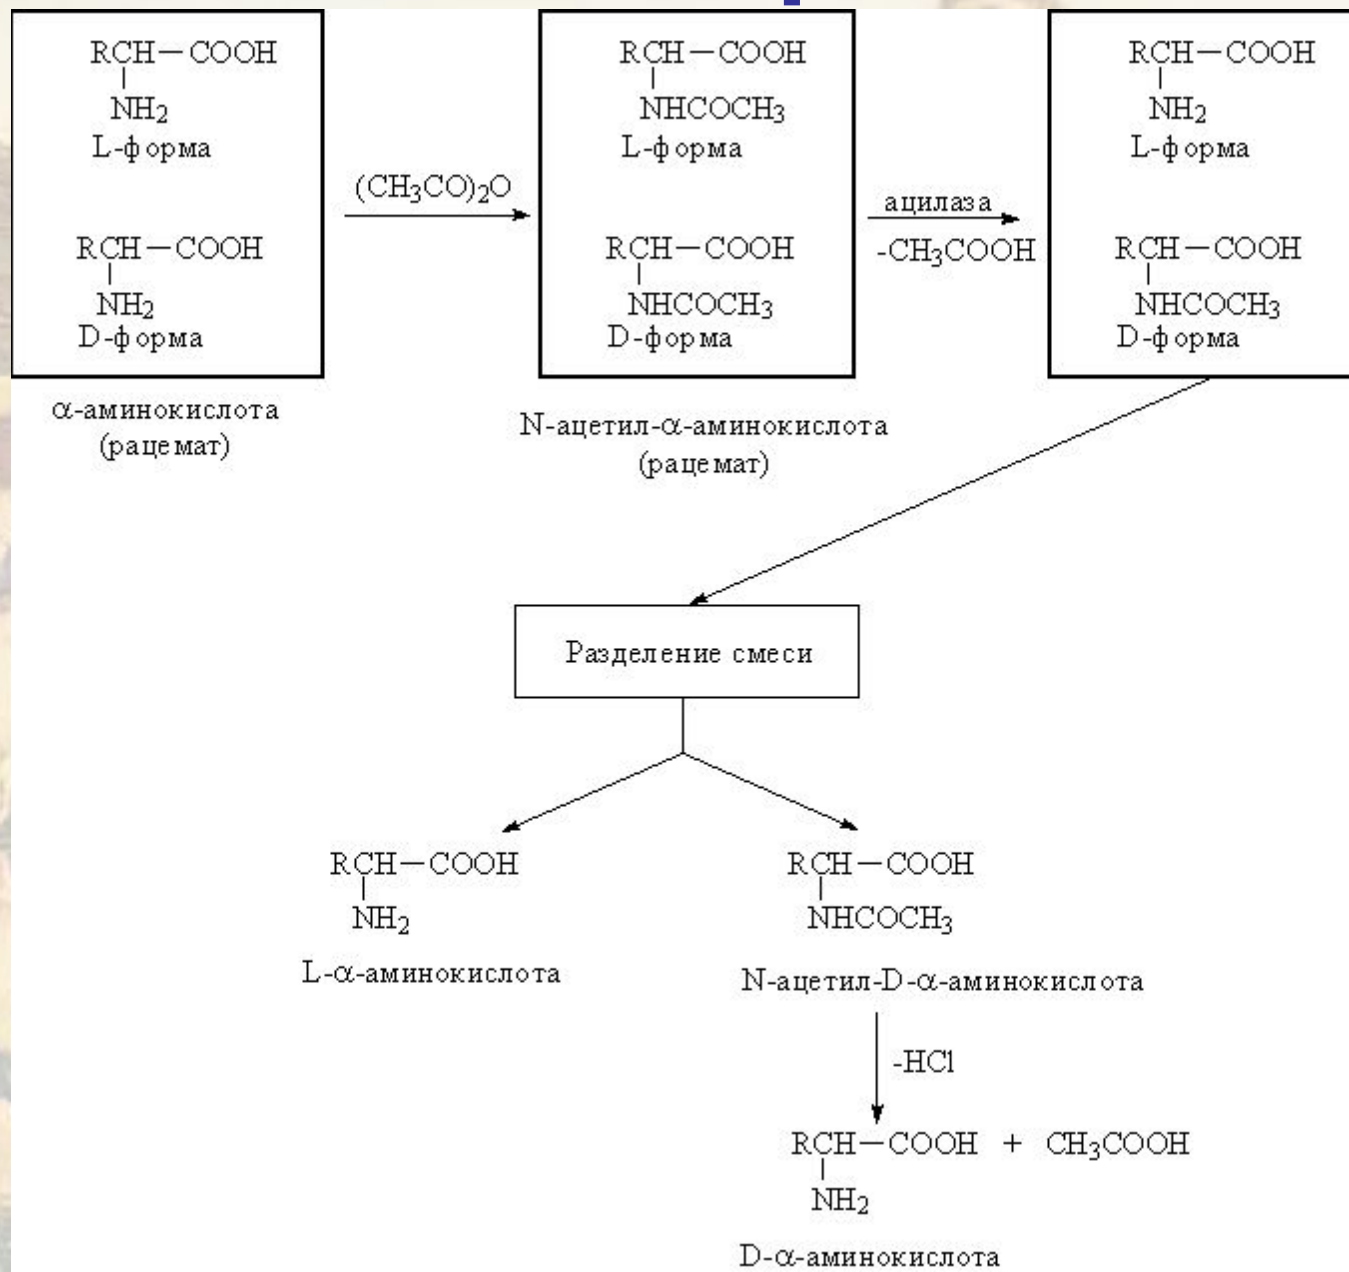 RCH—COOH
NH2
L-форма
RCH—COOH
NH2
D-форма
α-аминокислота
(рацемат)
(CH3CO)2O
RCH—COOH
NHCOCH3
L-форма
RCH—COOH
NHCOCH3
D-форма
N-ацетил-α-аминокислота
(рацемат)
ацилаза
-CH3COOH
RCH—COOH
NH2
L-форма
RCH—COOH
NHCOCH3
D-форма
Разделение смеси
RCH—COOH
NH2
L-α-аминокислота
RCH—COOH
NHCOCH3
N-ацетил-D-α-аминокислота
-HCl
RCH—COOH + CH3COOH
NH2
D-α-аминокислота